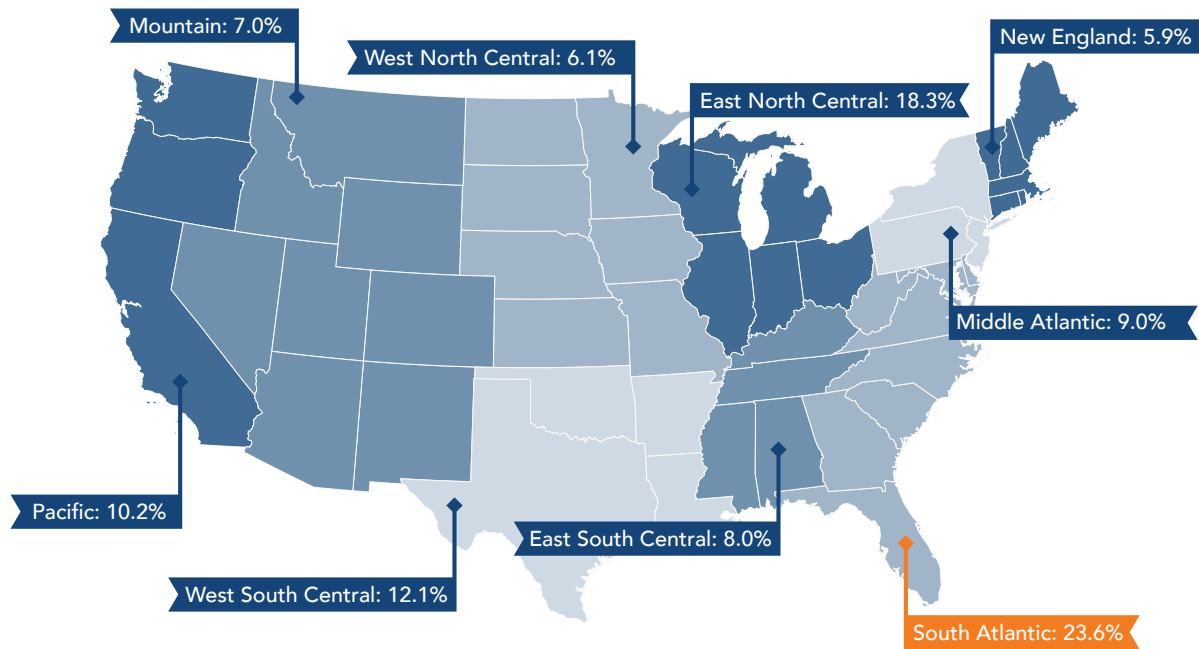 Mountain: 7.0%
New England: 5.9%
West North Central: 6.1%
East North Central: 18.3%
Middle Atlantic: 9.0%
Pacific: 10.2%
East South Central: 8.0%
West South Central: 12.1%
South Atlantic: 23.6%